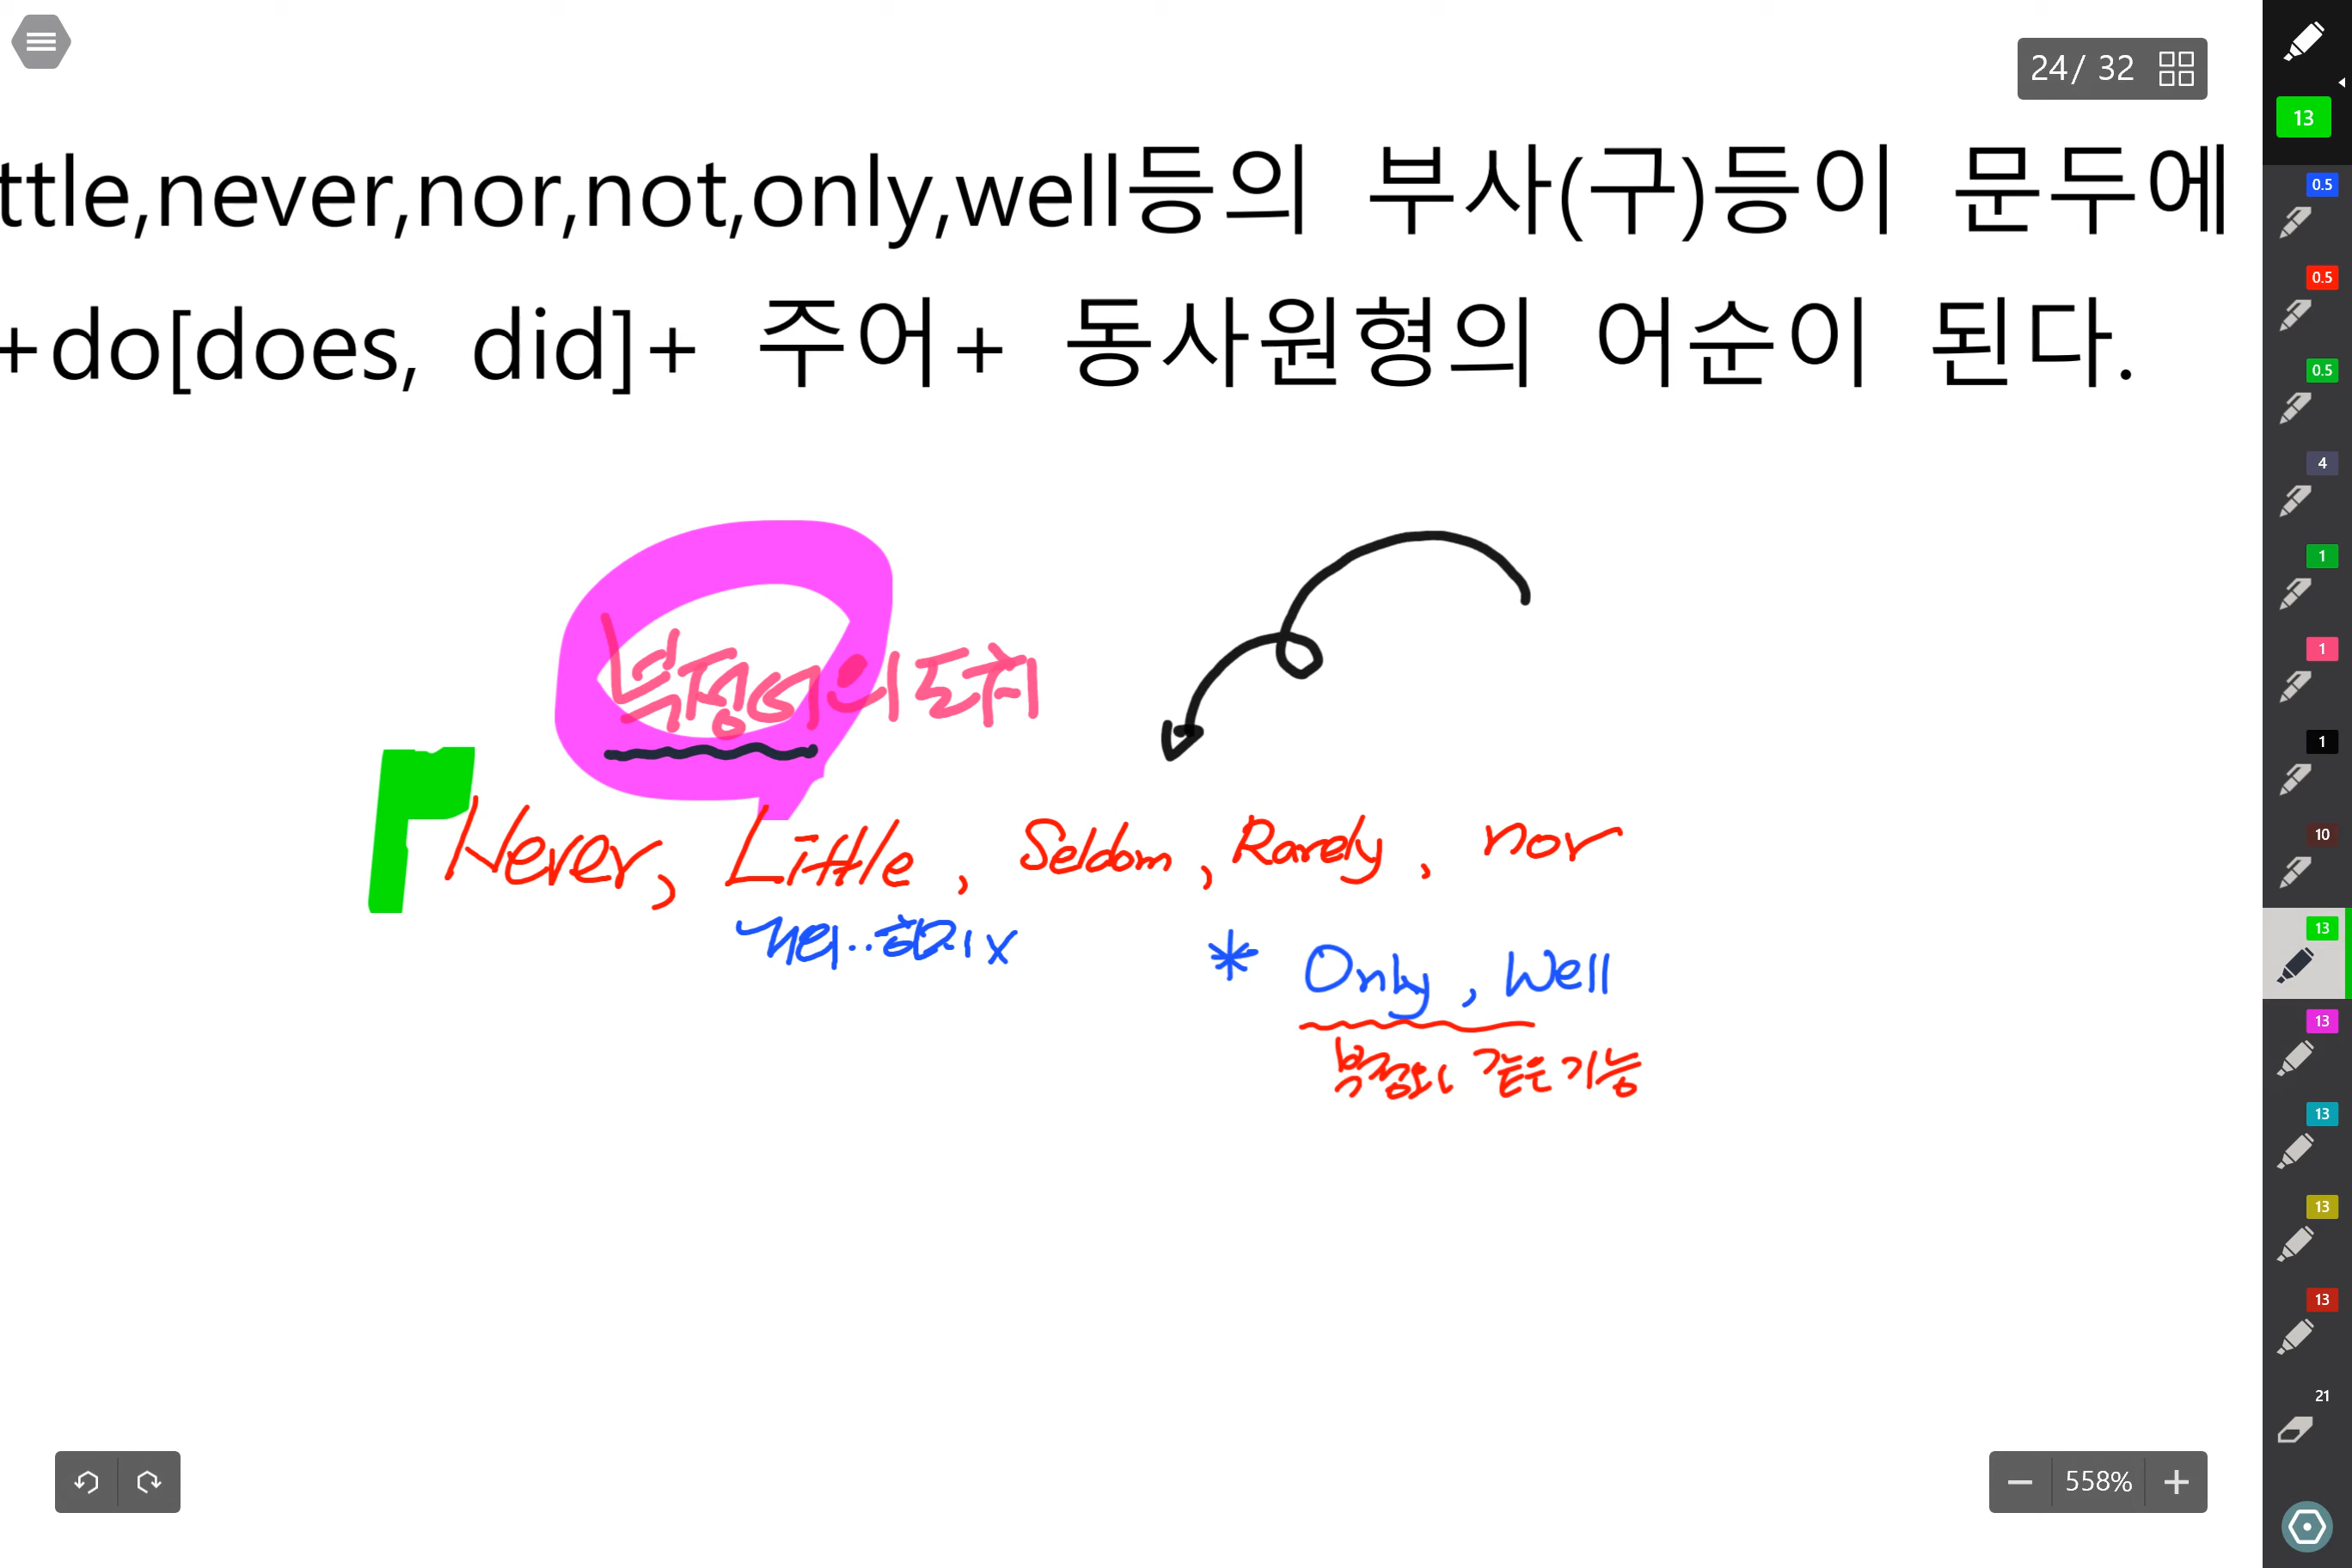 24/ 32
13
ttle,never,nor,not,only,well등의 부사(구)등이 문두에
+do[does, did]+ 주어+ 동사원형의 어순이 된다.
부정어의 도치
Never, Little, Seldom, Rarely, nor
거의..하지 x
* Only, Well
부정어 같은 기능
0.5
0.5
0.5
4
1
1
1
10
13
13
13
13
13
21
558%